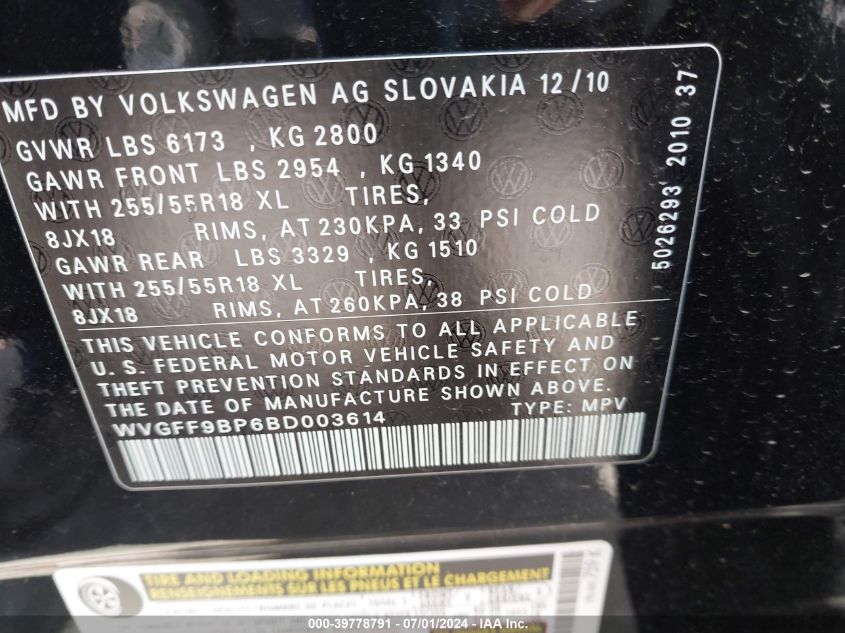 MFD BY VOLKSWAGEN AG SLOVAKIA 12/10
GVWR LBS 6173 , KG 2800
GAWR FRONT LBS 2954 , KG 1340
WITH 255/55R18 XL TIRES,
8JX18 RIMS, AT 230KPA, 33 PSI COLD
GAWR REAR LBS 3329 , KG 1510
WITH 255/55R18 XL TIRES,
8JX18 RIMS, AT 260KPA, 38 PSI COLD
THIS VEHICLE CONFORMS TO ALL APPLICABLE
U.S. FEDERAL MOTOR VEHICLE SAFETY AND
THEFT PREVENTION STANDARDS IN EFFECT ON
THE DATE OF MANUFACTURE SHOWN ABOVE.
WVGFF9BP6BD003614 TYPE: MPV
5026293 2010 37
TIRE AND LOADING INFORMATION
RENSEIGNEMENTS SUR LES PNEUS ET LE CHARGEMENT
© 39778791 - 07/01/2024 - IAA Inc.